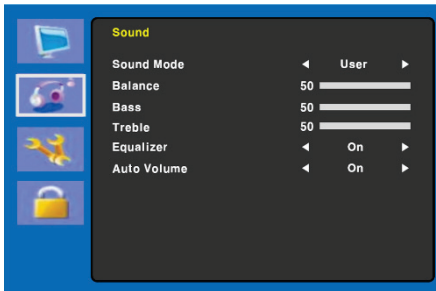 Sound
Sound Mode ◀ User ▶
Balance 50
Bass 50
Treble 50
Equalizer ◀ On ▶
Auto Volume ◀ On ▶